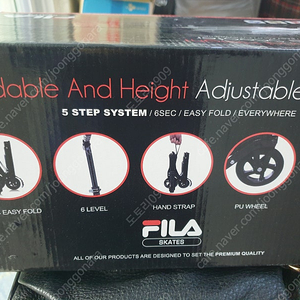 dable And Height Adjustable
5 STEP SYSTEM / 6SEC / EASY FOLD / EVERYWHERE
EASY FOLD
6 LEVEL
HAND STRAP
PU WHEEL
FILA
SKATES
ALL OF OUR PRODUCTS ARE DESIGNED TO SET THE PREMIUM QUALITY